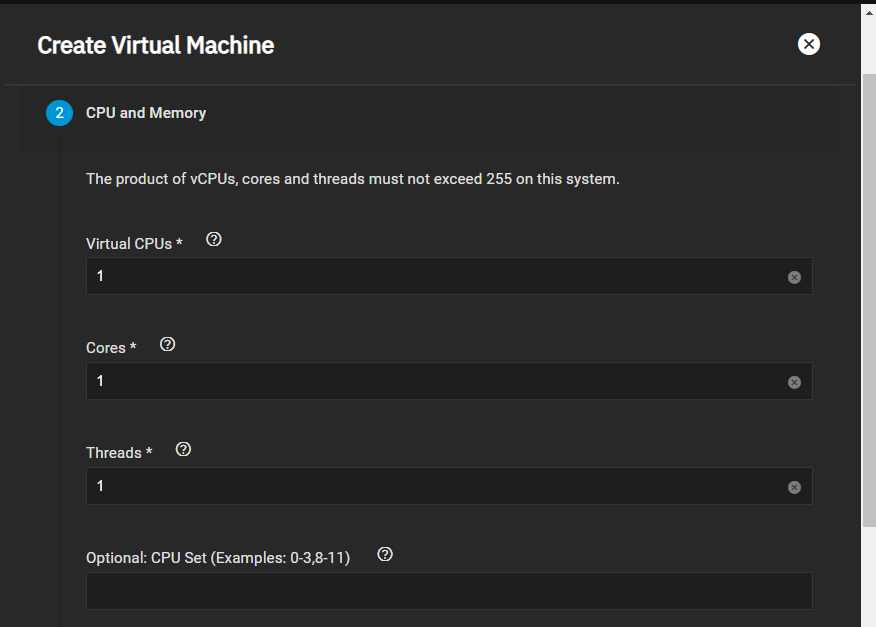 Create Virtual Machine
2 CPU and Memory
The product of vCPUs, cores and threads must not exceed 255 on this system.
Virtual CPUs *
1
Cores *
1
Threads *
1
Optional: CPU Set (Examples: 0-3,8-11)